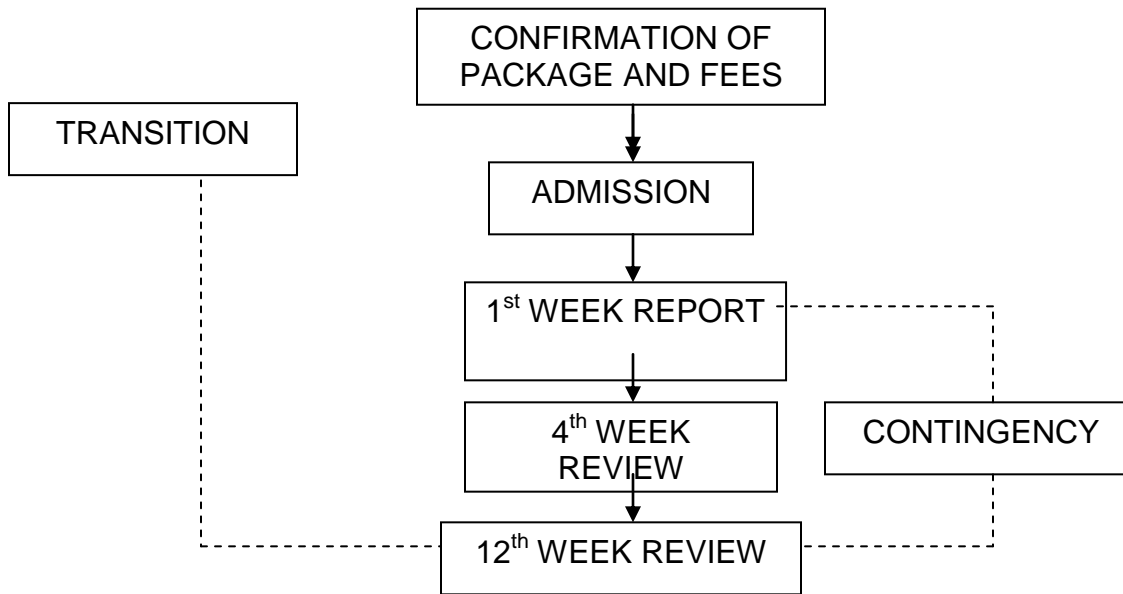 CONFIRMATION OF
PACKAGE AND FEES
TRANSITION
ADMISSION
1st WEEK REPORT
4th WEEK
REVIEW
CONTINGENCY
12th WEEK REVIEW